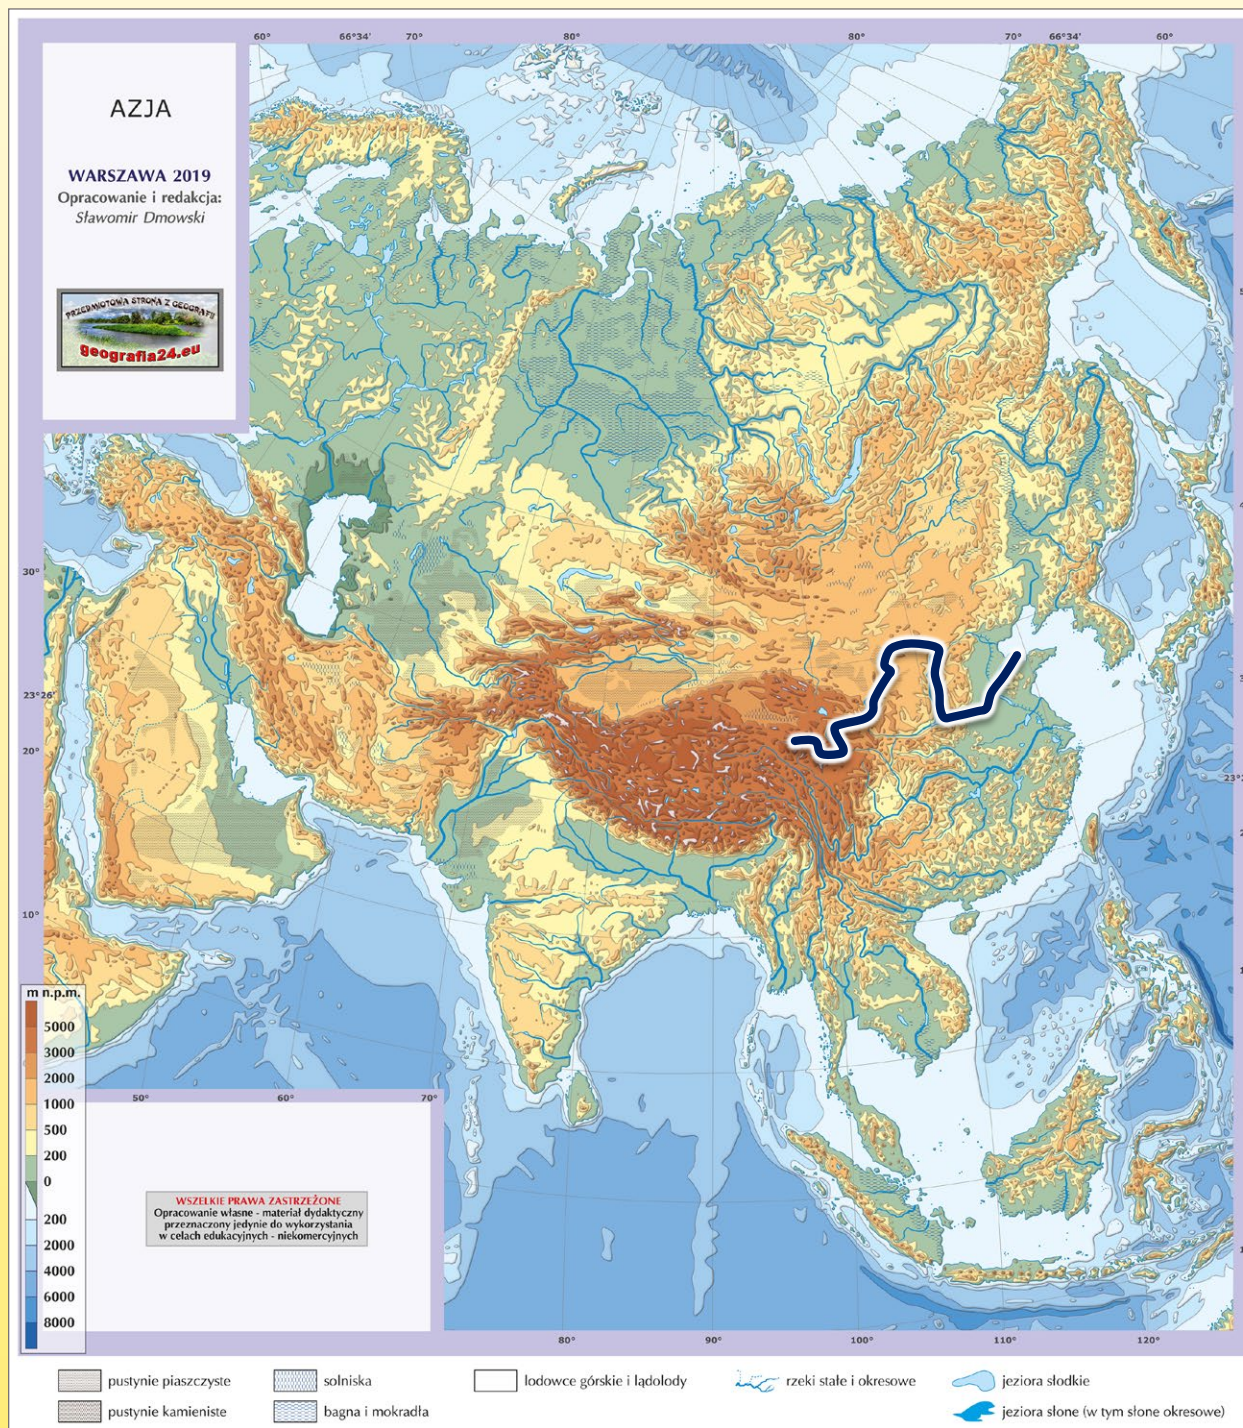 60° 66°34' 70° 80° 80° 70° 66°34' 60°
AZJA
WARSZAWA 2019
Opracowanie i redakcja:
Sławomir Dmowski
PRZEDMIOTOWA STRONA Z GEOGRAFII
geografia24.eu
30°
23°26'
20°
10°
m n.p.m.
5000
3000
2000
1000
500
200
0
200
2000
4000
6000
8000
50° 60° 70°
WSZELKIE PRAWA ZASTRZEŻONE
Opracowanie własne - materiał dydaktyczny
przeznaczony jedynie do wykorzystania
w celach edukacyjnych - niekomercyjnych
80° 90° 100° 110° 120°
pustynie piaszczyste solniska lodowce górskie i lądolody rzeki stałe i okresowe jeziora słodkie
pustynie kamieniste bagna i mokradła jeziora słone (w tym słone okresowe)